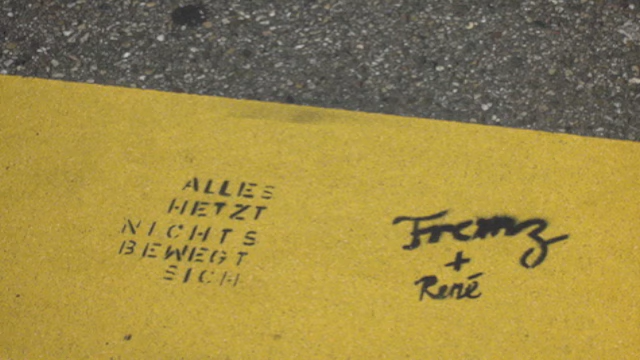 ALLES
HETZT
NICHTS
BEWEGT
SICH
Franz
+
René